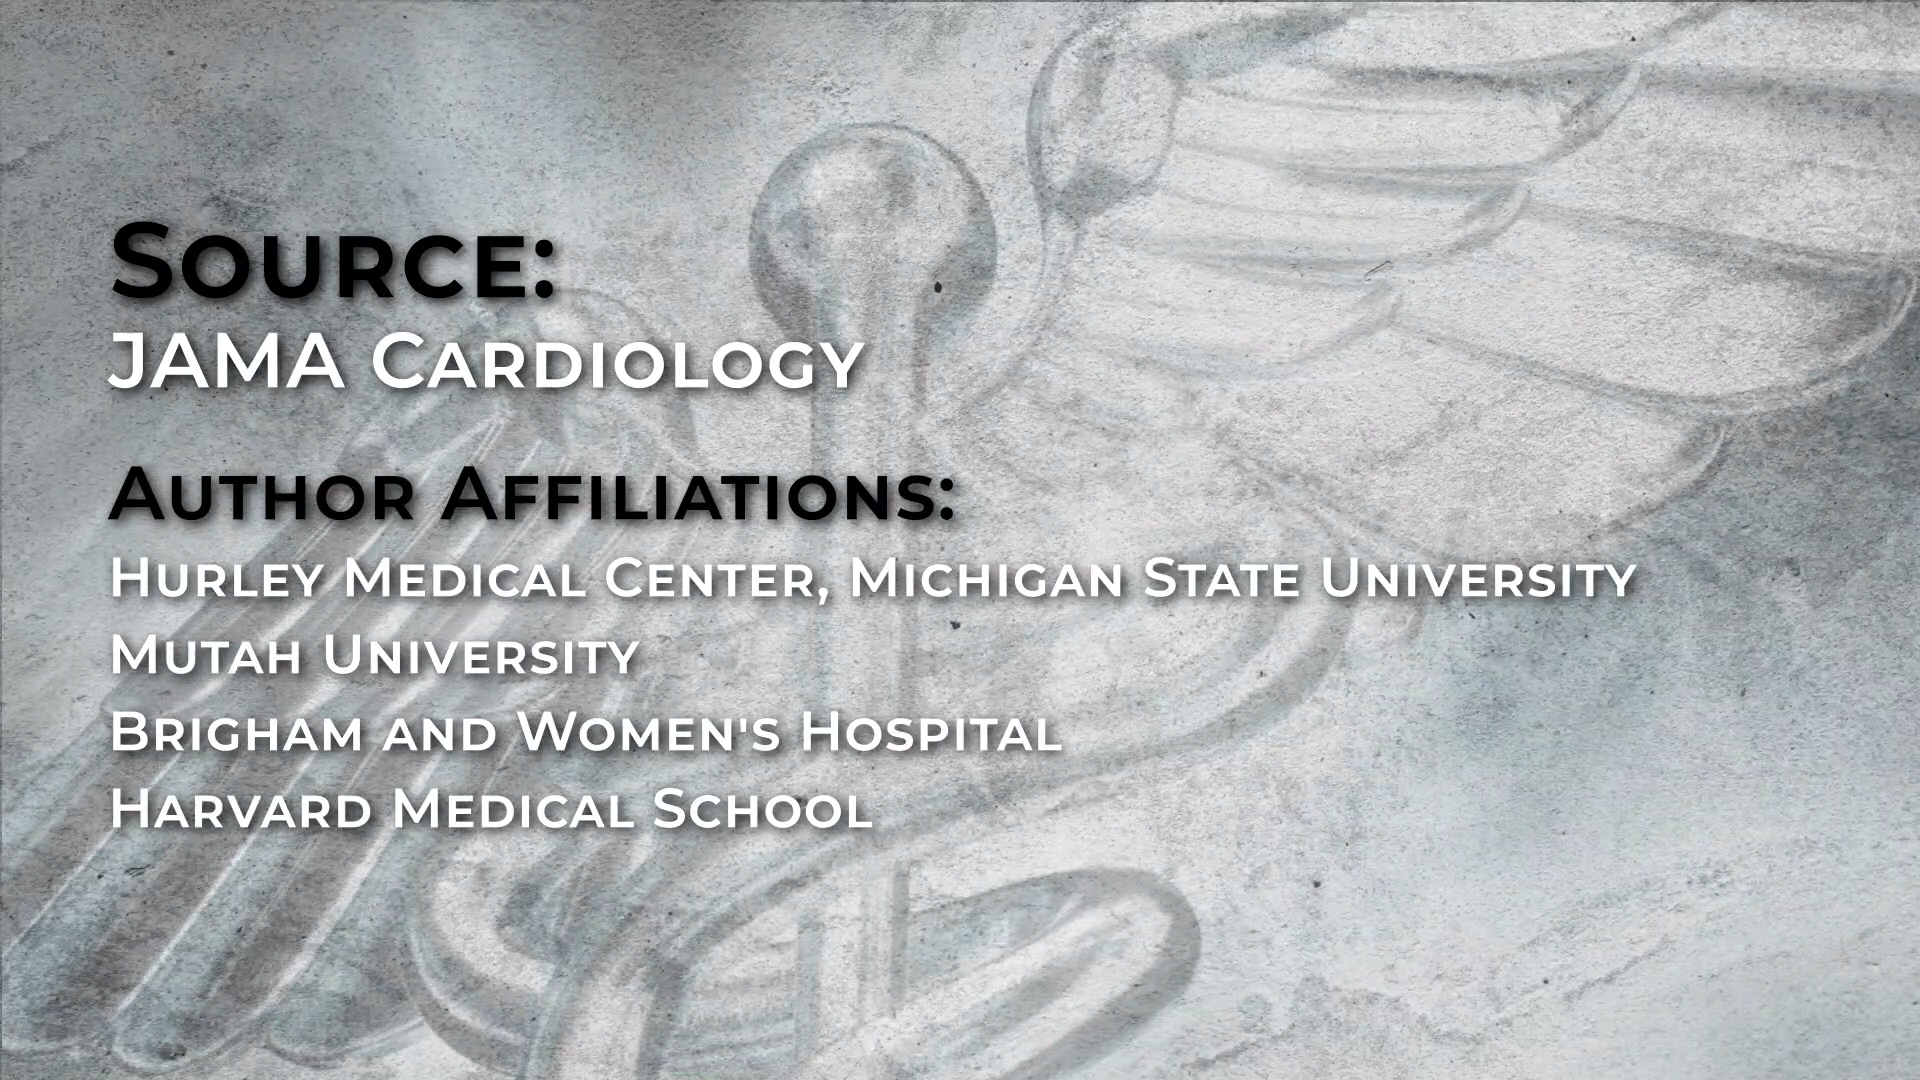 Source:
JAMA Cardiology
Author Affiliations:
Hurley Medical Center, Michigan State University
Mutah University
Brigham and Women's Hospital
Harvard Medical School